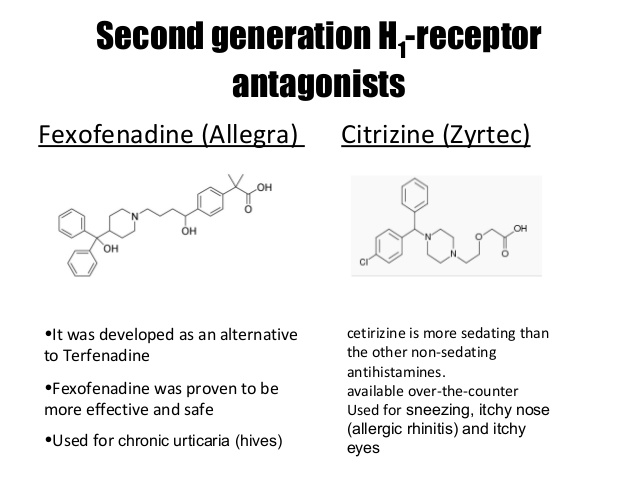 Second generation H1-receptor
antagonists
Fexofenadine (Allegra)
Citrizine (Zyrtec)
N
OH
O
OH
OH
N
N
O
OH
O
Cl
•It was developed as an alternative
to Terfenadine
•Fexofenadine was proven to be
more effective and safe
•Used for chronic urticaria (hives)
cetirizine is more sedating than
the other non-sedating
antihistamines.
available over-the-counter
Used for sneezing, itchy nose
(allergic rhinitis) and itchy
eyes